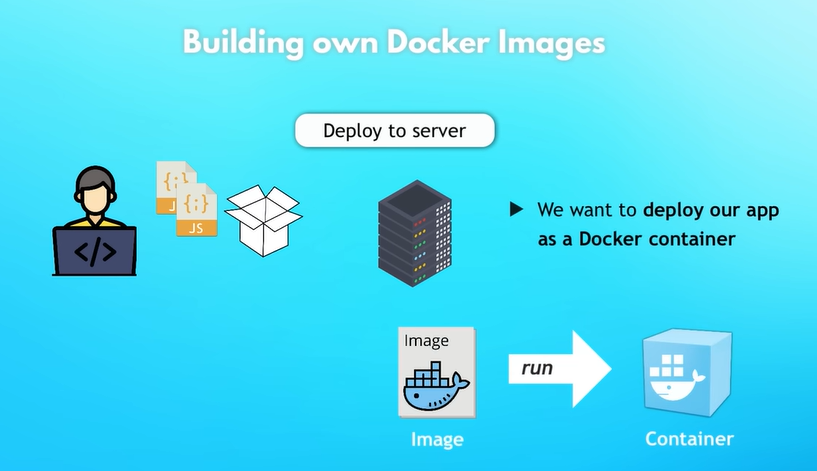 Building own Docker Images
Deploy to server
JS
▶ We want to deploy our app
as a Docker container
Image
run
Image
Container